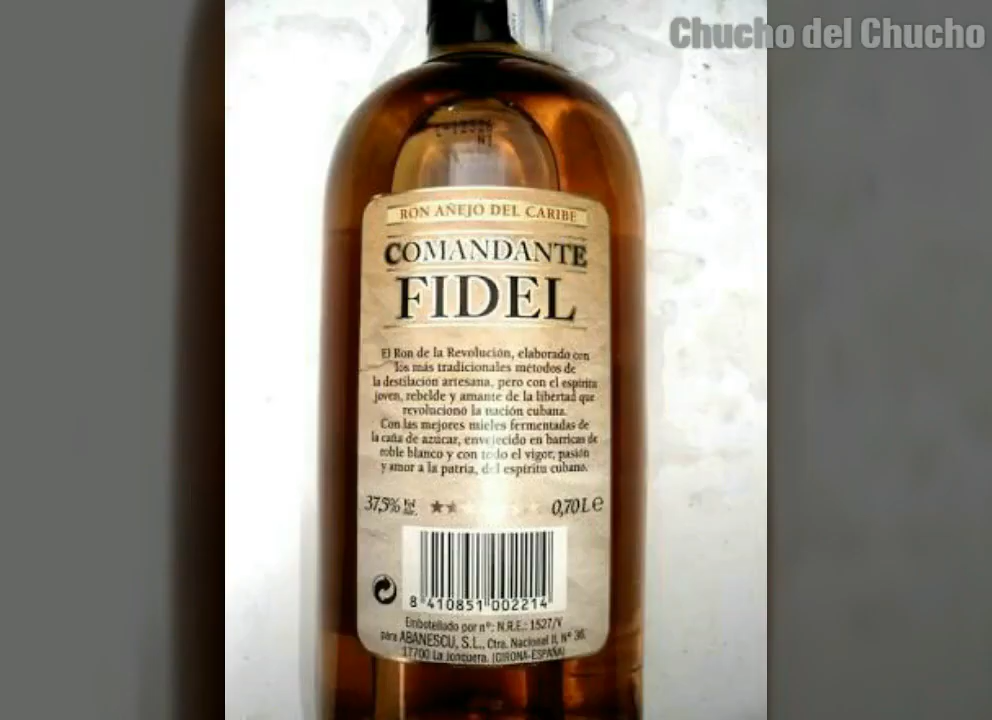 Chucho del Chucho
RON AÑEJO DEL CARIBE
COMANDANTE
FIDEL
El Ron de la Revolución, elaborado con
los más tradicionales métodos de
la destilación artesana, pero con el espíritu
joven, rebelde y amante de la libertad que
revolucionó la nación cubana.
Con las mejores mieles fermentadas de
la caña de azúcar, envejecido en barricas de
roble blanco y con todo el vigor, pasión
y amor a la patria, del espíritu cubano.
37,5% Vol 0,70 L e
8 410851 002214
Embotellado por nº: N.R.E.: 1527/V
para ABANESCU, S.L., Ctra. Nacional II, Nº 36,
17700 La Jonquera. (GIRONA-ESPAÑA)